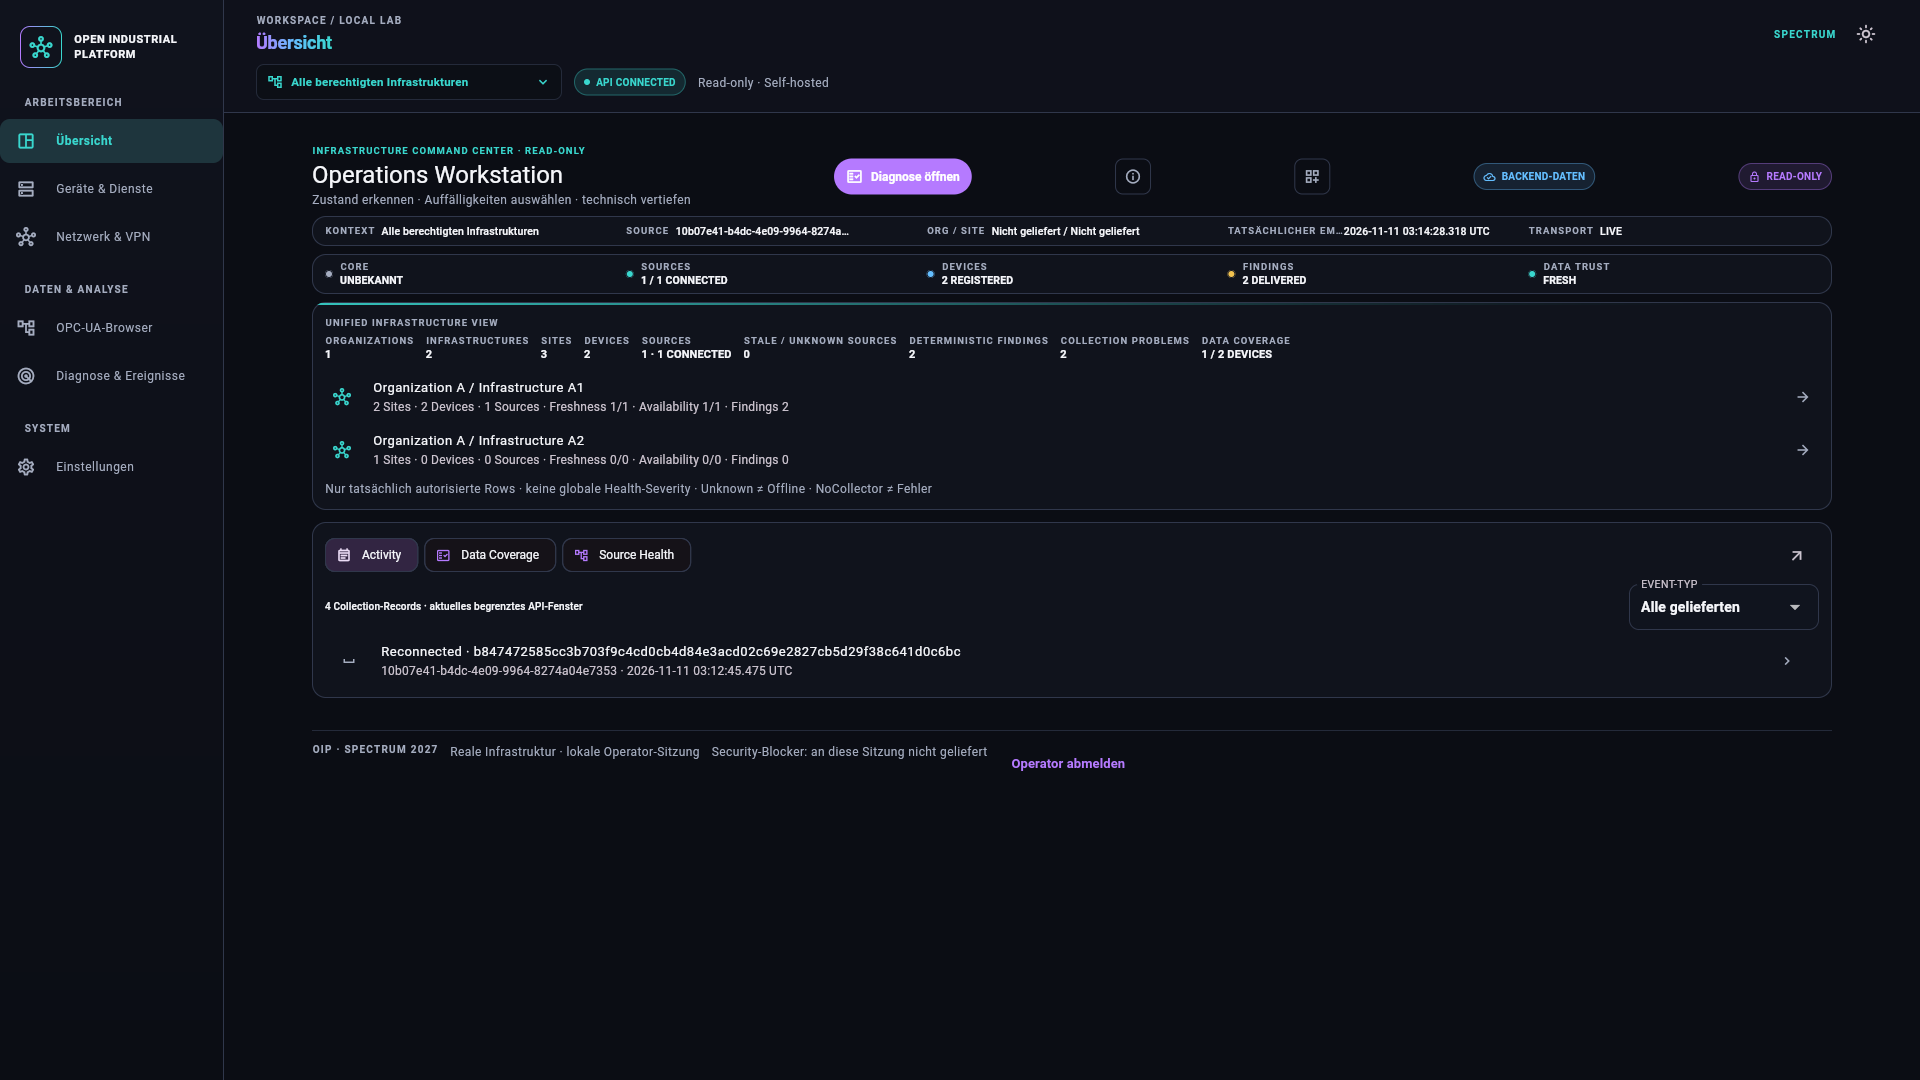 OPEN INDUSTRIAL
PLATFORM
ARBEITSBEREICH
Übersicht
Geräte & Dienste
Netzwerk & VPN
DATEN & ANALYSE
OPC-UA-Browser
Diagnose & Ereignisse
SYSTEM
Einstellungen
WORKSPACE / LOCAL LAB
Übersicht
SPECTRUM
Alle berechtigten Infrastrukturen
API CONNECTED
Read-only · Self-hosted
INFRASTRUCTURE COMMAND CENTER · READ-ONLY
Operations Workstation
Zustand erkennen · Auffälligkeiten auswählen · technisch vertiefen
Diagnose öffnen
BACKEND-DATEN
READ-ONLY
KONTEXT Alle berechtigten Infrastrukturen
SOURCE 10b07e41-b4dc-4e09-9964-8274a…
ORG / SITE Nicht geliefert / Nicht geliefert
TATSÄCHLICHER EM… 2026-11-11 03:14:28.318 UTC
TRANSPORT LIVE
CORE
UNBEKANNT
SOURCES
1 / 1 CONNECTED
DEVICES
2 REGISTERED
FINDINGS
2 DELIVERED
DATA TRUST
FRESH
UNIFIED INFRASTRUCTURE VIEW
ORGANIZATIONS
1
INFRASTRUCTURES
2
SITES
3
DEVICES
2
SOURCES
1 · 1 CONNECTED
STALE / UNKNOWN SOURCES
0
DETERMINISTIC FINDINGS
2
COLLECTION PROBLEMS
2
DATA COVERAGE
1 / 2 DEVICES
Organization A / Infrastructure A1
2 Sites · 2 Devices · 1 Sources · Freshness 1/1 · Availability 1/1 · Findings 2
Organization A / Infrastructure A2
1 Sites · 0 Devices · 0 Sources · Freshness 0/0 · Availability 0/0 · Findings 0
Nur tatsächlich autorisierte Rows · keine globale Health-Severity · Unknown ≠ Offline · NoCollector ≠ Fehler
Activity
Data Coverage
Source Health
4 Collection-Records · aktuelles begrenztes API-Fenster
EVENT-TYP
Alle gelieferten
Reconnected · b847472585cc3b703f9c4cd0cb4d84e3acd02c69e2827cb5d29f38c641d0c6bc
10b07e41-b4dc-4e09-9964-8274a04e7353 · 2026-11-11 03:12:45.475 UTC
OIP · SPECTRUM 2027
Reale Infrastruktur · lokale Operator-Sitzung
Security-Blocker: an diese Sitzung nicht geliefert
Operator abmelden